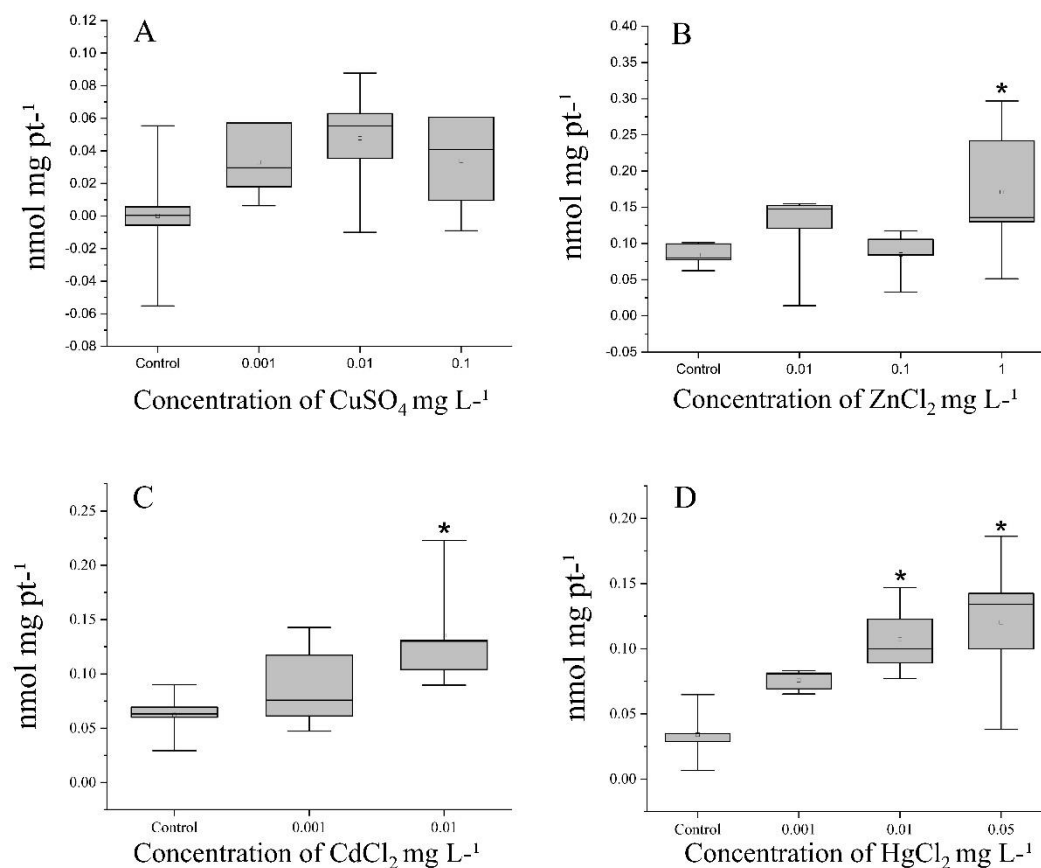 A
nmol mg pt-¹
0.12
0.10
0.08
0.06
0.04
0.02
0.00
-0.02
-0.04
-0.06
-0.08
Control 0.001 0.01 0.1
Concentration of CuSO₄ mg L-¹
B
nmol mg pt-¹
0.40
0.35
0.30
0.25
0.20
0.15
0.10
0.05
0.00
-0.05
*
Control 0.01 0.1 1
Concentration of ZnCl₂ mg L-¹
C
nmol mg pt-¹
0.25
0.20
0.15
0.10
0.05
0.00
*
Control 0.001 0.01
Concentration of CdCl₂ mg L-¹
D
nmol mg pt-¹
0.20
0.15
0.10
0.05
0.00
* *
Control 0.001 0.01 0.05
Concentration of HgCl₂ mg L-¹